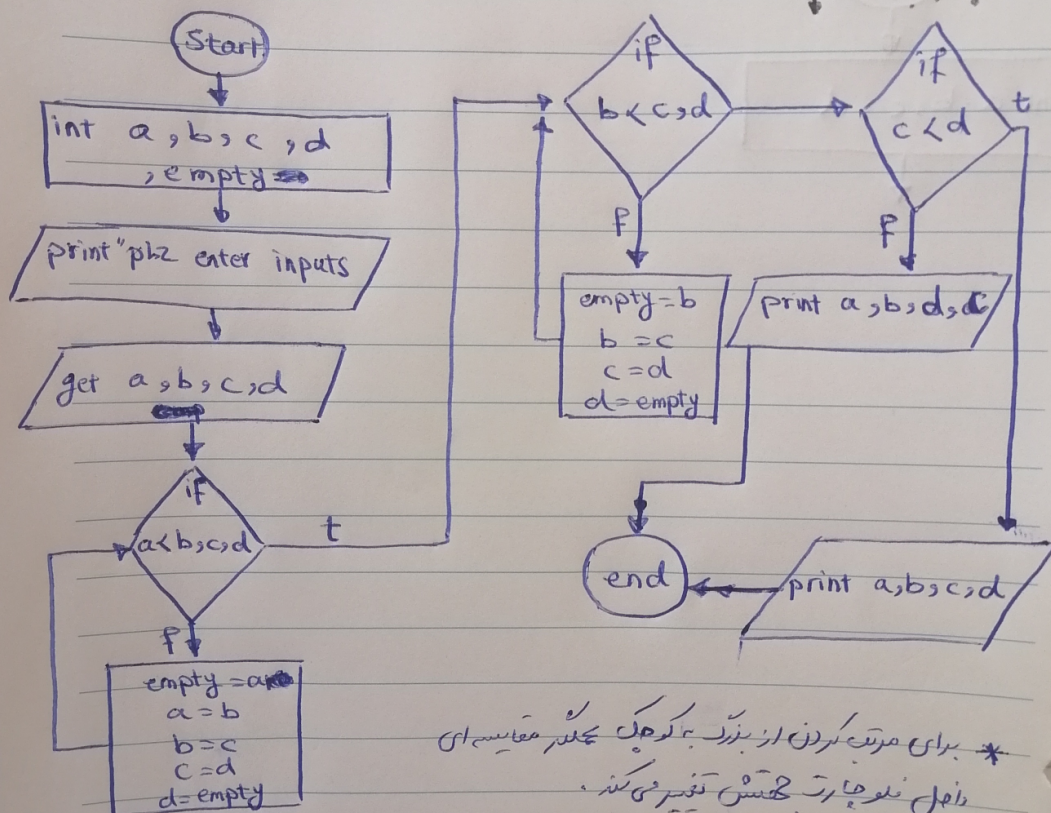 Start
int a, b, c, d
, empty
print "plz enter inputs
get a, b, c, d
if
a<b,c,d
t
f
empty = a
a = b
b = c
c = d
d = empty
if
b < c, d
f
empty = b
b = c
c = d
d = empty
if
c < d
t
f
print a, b, d, c
print a, b, c, d
end
* برای مرتب کردن از بزرگ به کوچک عملگر مقایسه ای
داخل فلوچارت جهتش تغییر می کند .